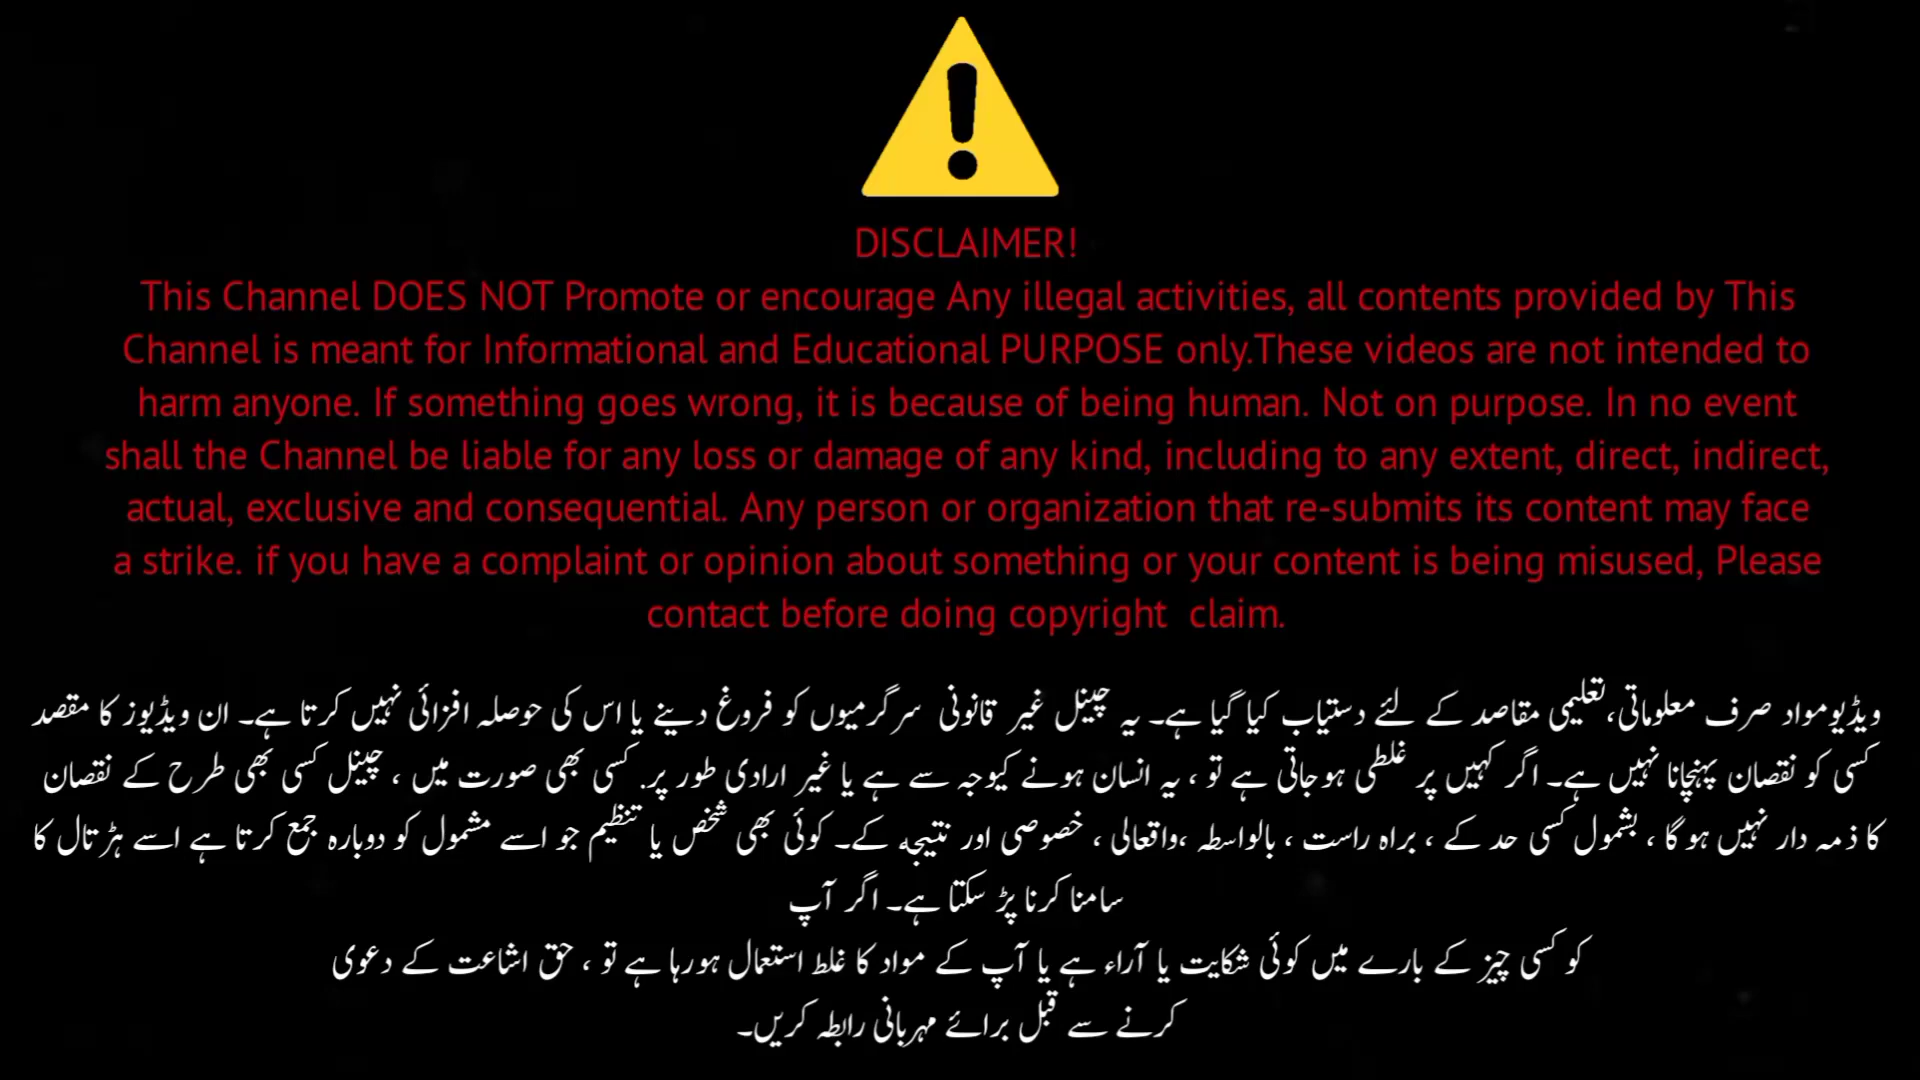 DISCLAIMER!
This Channel DOES NOT Promote or encourage Any illegal activities, all contents provided by This
Channel is meant for Informational and Educational PURPOSE only.These videos are not intended to
harm anyone. If something goes wrong, it is because of being human. Not on purpose. In no event
shall the Channel be liable for any loss or damage of any kind, including to any extent, direct, indirect,
actual, exclusive and consequential. Any person or organization that re-submits its content may face
a strike. if you have a complaint or opinion about something or your content is being misused, Please
contact before doing copyright  claim.
ویڈیومواد صرف معلوماتی،تعلیمی مقاصد کے لئے دستیاب کیا گیا ہے۔ یہ چینل غیر قانونی سرگرمیوں کو فروغ دینے یا اس کی حوصلہ افزائی نہیں کرتا ہے۔ ان ویڈیوز کا مقصد
کسی کو نقصان پہنچانا نہیں ہے۔ اگر کہیں پر غلطی ہوجاتی ہے تو ، یہ انسان ہونے کیوجہ سے ہے یا غیر ارادی طور پر. کسی بھی صورت میں ، چینل کسی بھی طرح کے نقصان
کا ذمہ دار نہیں ہو گا ، بشمول کسی حد کے ، براہ راست ، بالواسطہ ،واقعالی ، خصوصی اور نتیجہ کے۔ کوئی بھی شخص یا تنظیم جو اسے مشمول کو دوبارہ جمع کرتا ہے اسے ہڑتال کا
سامنا کرنا پڑ سکتا ہے۔ اگر آپ
کو کسی چیز کے بارے میں کوئی شکایت یا آراء ہے یا آپ کے مواد کا غلط استعمال ہورہا ہے تو ، حق اشاعت کے دعوی
کرنے سے قبل برائے مہربانی رابطہ کریں۔